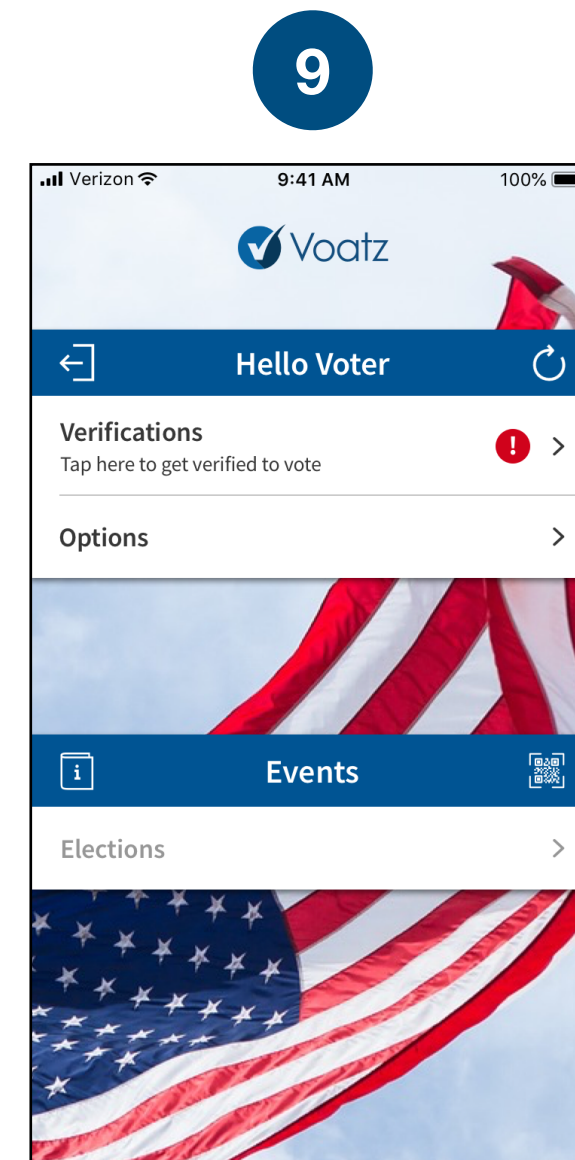 9
Verizon 9:41 AM 100%
Voatz
Hello Voter
Verifications
!
Tap here to get verified to vote
Options
i
Events
Elections